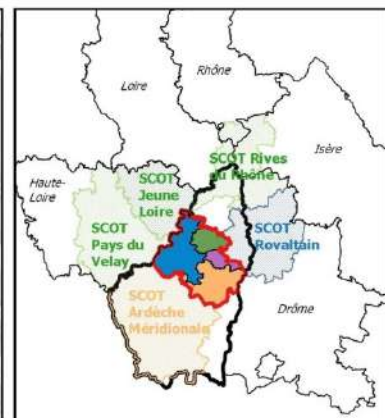 Loire
Rhône
Isère
SCOT Rives
du Rhône
Haute-
Loire
SCOT
Jeune
Loire
SCOT
Pays du
Velay
SCOT
Rovaltain
SCOT
Ardèche
Méridionale
Drôme